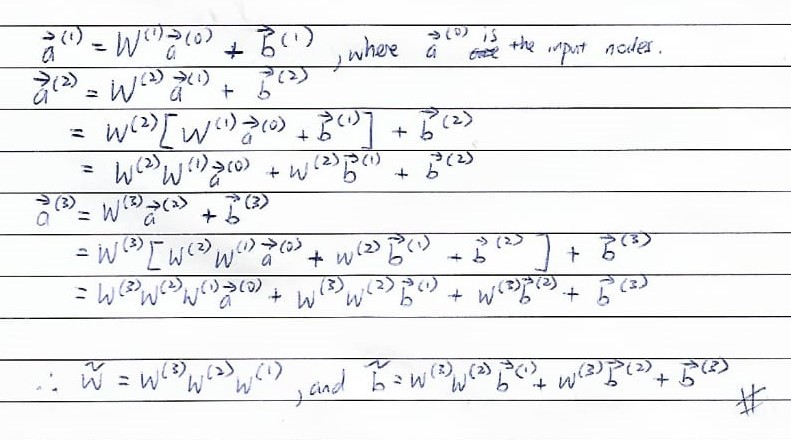 $\vec{a}^{(1)} = W^{(1)}\vec{a}^{(0)} + \vec{b}^{(1)}$, where $\vec{a}^{(0)}$ is the input nodes.
$\vec{a}^{(2)} = W^{(2)}\vec{a}^{(1)} + \vec{b}^{(2)}$
$= W^{(2)}[W^{(1)}\vec{a}^{(0)} + \vec{b}^{(1)}] + \vec{b}^{(2)}$
$= W^{(2)}W^{(1)}\vec{a}^{(0)} + W^{(2)}\vec{b}^{(1)} + \vec{b}^{(2)}$
$\vec{a}^{(3)} = W^{(3)}\vec{a}^{(2)} + \vec{b}^{(3)}$
$= W^{(3)}[W^{(2)}W^{(1)}\vec{a}^{(0)} + W^{(2)}\vec{b}^{(1)} + \vec{b}^{(2)}] + \vec{b}^{(3)}$
$= W^{(3)}W^{(2)}W^{(1)}\vec{a}^{(0)} + W^{(3)}W^{(2)}\vec{b}^{(1)} + W^{(3)}\vec{b}^{(2)} + \vec{b}^{(3)}$
$\therefore \tilde{W} = W^{(3)}W^{(2)}W^{(1)}$, and $\tilde{b} = W^{(3)}W^{(2)}\vec{b}^{(1)} + W^{(3)}\vec{b}^{(2)} + \vec{b}^{(3)}$ #